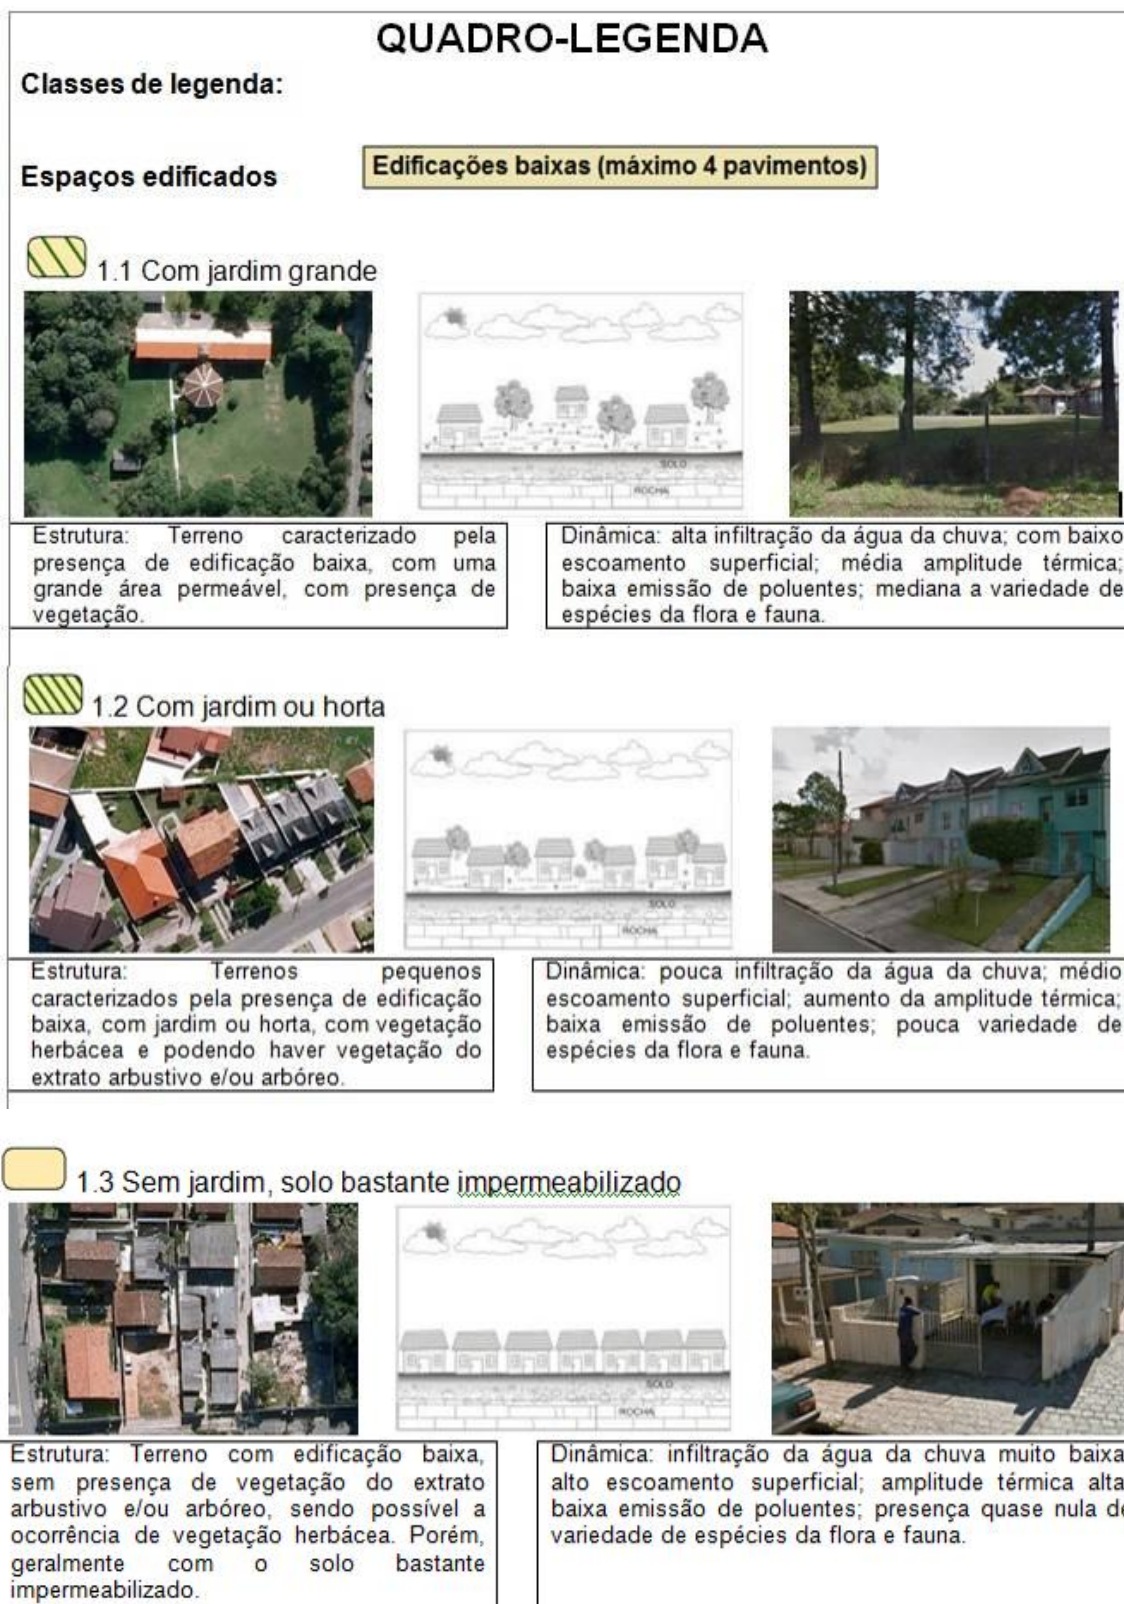 QUADRO-LEGENDA
Classes de legenda:
Espaços edificados
Edificações baixas (máximo 4 pavimentos)
1.1 Com jardim grande
SOLO
ROCHA
Estrutura: Terreno caracterizado pela
presença de edificação baixa, com uma
grande área permeável, com presença de
vegetação.
Dinâmica: alta infiltração da água da chuva; com baixo
escoamento superficial; média amplitude térmica;
baixa emissão de poluentes; mediana a variedade de
espécies da flora e fauna.
1.2 Com jardim ou horta
SOLO
ROCHA
Estrutura: Terrenos pequenos
caracterizados pela presença de edificação
baixa, com jardim ou horta, com vegetação
herbácea e podendo haver vegetação do
extrato arbustivo e/ou arbóreo.
Dinâmica: pouca infiltração da água da chuva; médio
escoamento superficial; aumento da amplitude térmica;
baixa emissão de poluentes; pouca variedade de
espécies da flora e fauna.
1.3 Sem jardim, solo bastante impermeabilizado
SOLO
ROCHA
Estrutura: Terreno com edificação baixa,
sem presença de vegetação do extrato
arbustivo e/ou arbóreo, sendo possível a
ocorrência de vegetação herbácea. Porém,
geralmente com o solo bastante
impermeabilizado.
Dinâmica: infiltração da água da chuva muito baixa
alto escoamento superficial; amplitude térmica alta
baixa emissão de poluentes; presença quase nula de
variedade de espécies da flora e fauna.